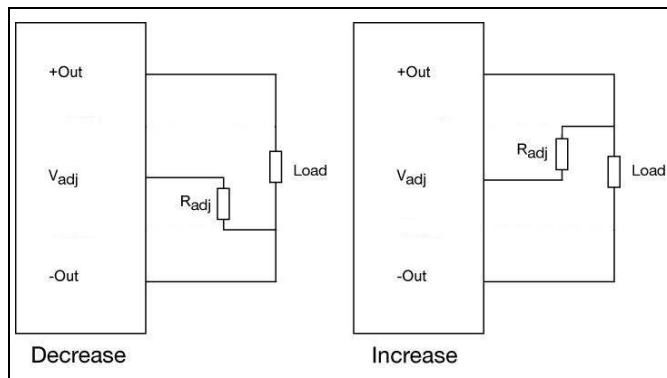 +Out
Vadj
Radj
Load
-Out
Decrease
+Out
Radj
Vadj
Load
-Out
Increase